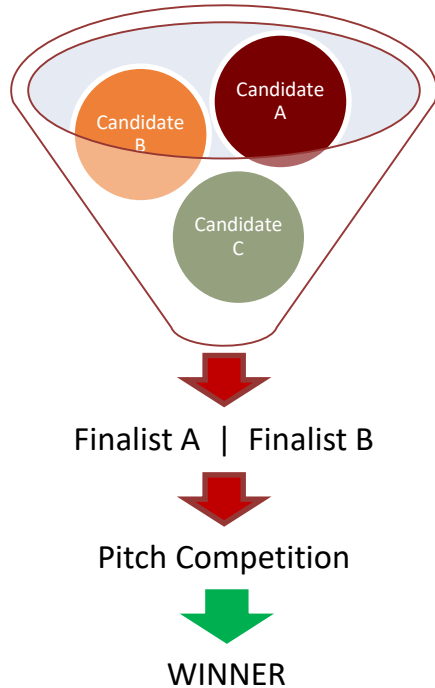 Candidate
A
Candidate
B
Candidate
C
Finalist A | Finalist B
Pitch Competition
WINNER